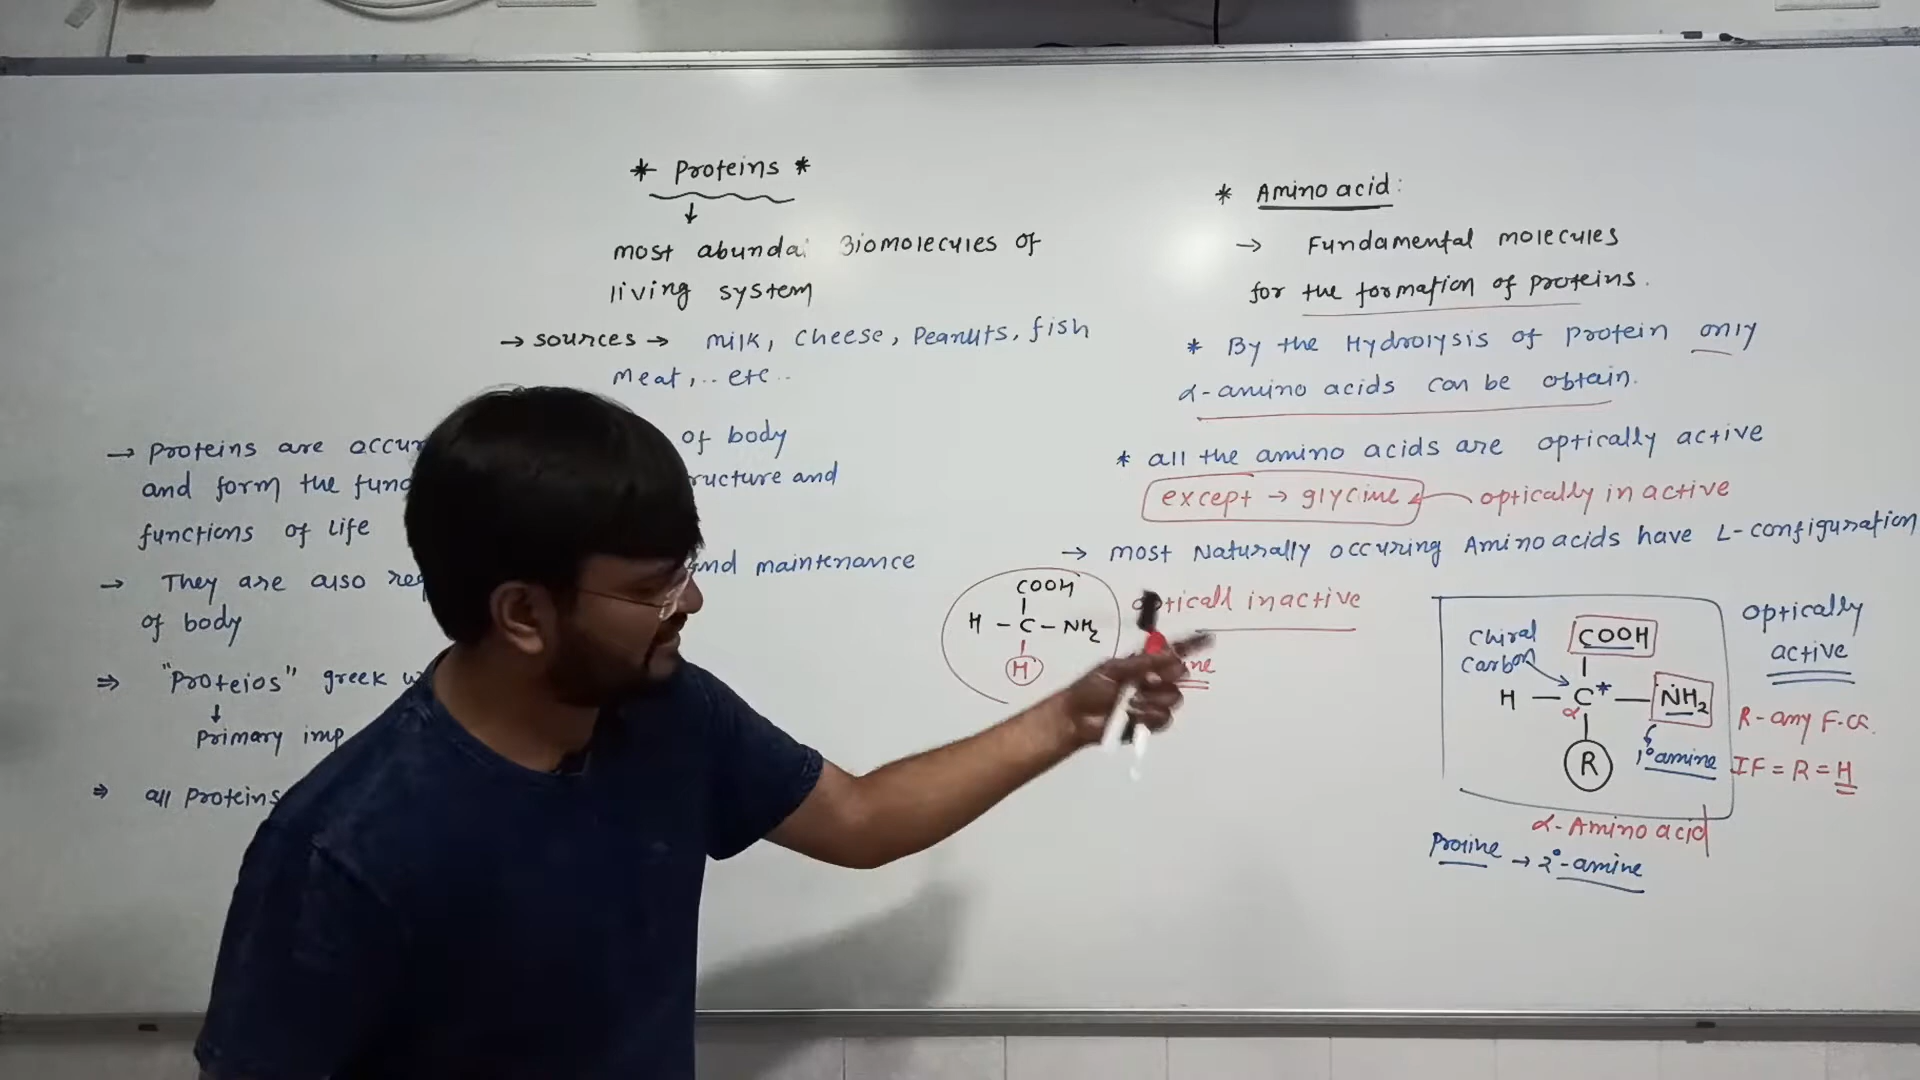 * Proteins *
↓
most abunda
Biomolecules of
living system
→ sources → milk, cheese, Peanuts, fish
meat, .. etc ..
→ Proteins are occur
of body
and form the fun
ructure and
functions of life
→ They are also re
and maintenance
of body
⇒ "Proteios" greek w
↓
Primary imp
⇒ all Proteins
* Amino acid:
→ Fundamental molecules
for the formation of proteins.
* By the Hydrolysis of protein only
α-amino acids can be obtain.
* all the amino acids are optically active
except → glycine ← optically inactive
→ most Naturally occuring Amino acids have L-configuration
COOH
H - C - NH2
H
inactive
ine
Chiral
Carbon
COOH
H - C* - NH2
α
R
1° amine
optically
active
R - any F.G.
IF = R = H
α-Amino acid
Proline → 2°-amine